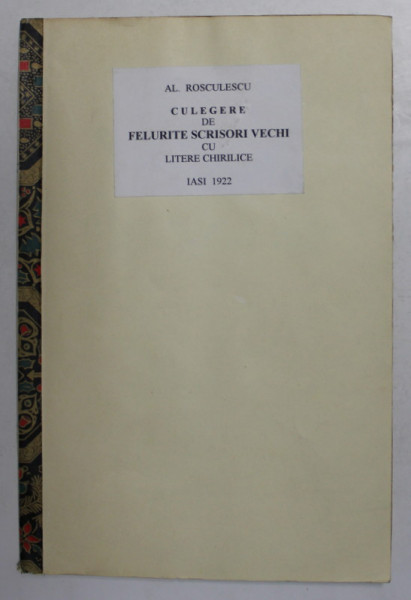 AL. ROSCULESCU
CULEGERE
DE
FELURITE SCRISORI VECHI
CU
LITERE CHIRILICE
IASI 1922